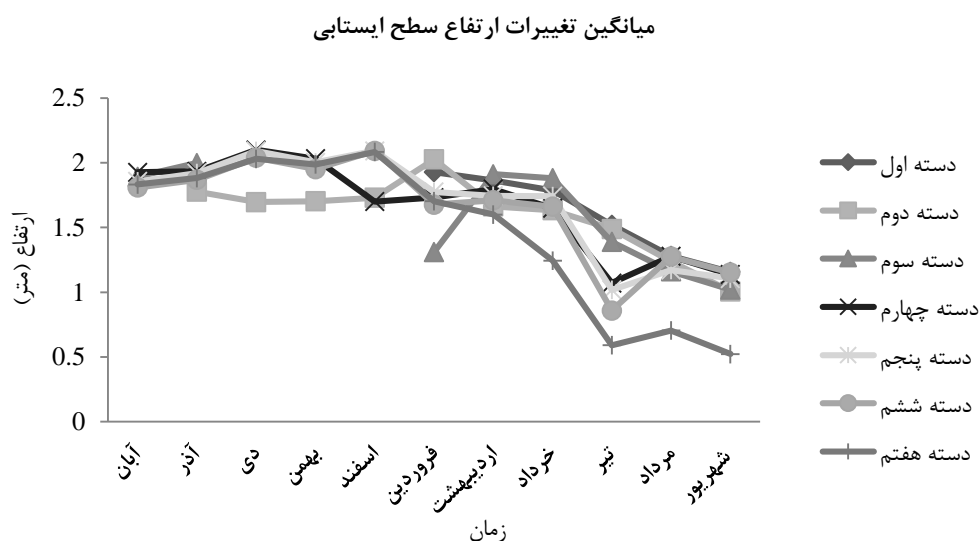 میانگین تغییرات ارتفاع سطح ایستابی
2.5
2
1.5
1
0.5
0
ارتفاع (متر)
آبان
آذر
دی
بهمن
اسفند
فروردین
اردیبهشت
خرداد
تیر
مرداد
شهریور
زمان
دسته اول
دسته دوم
دسته سوم
دسته چهارم
دسته پنجم
دسته ششم
دسته هفتم